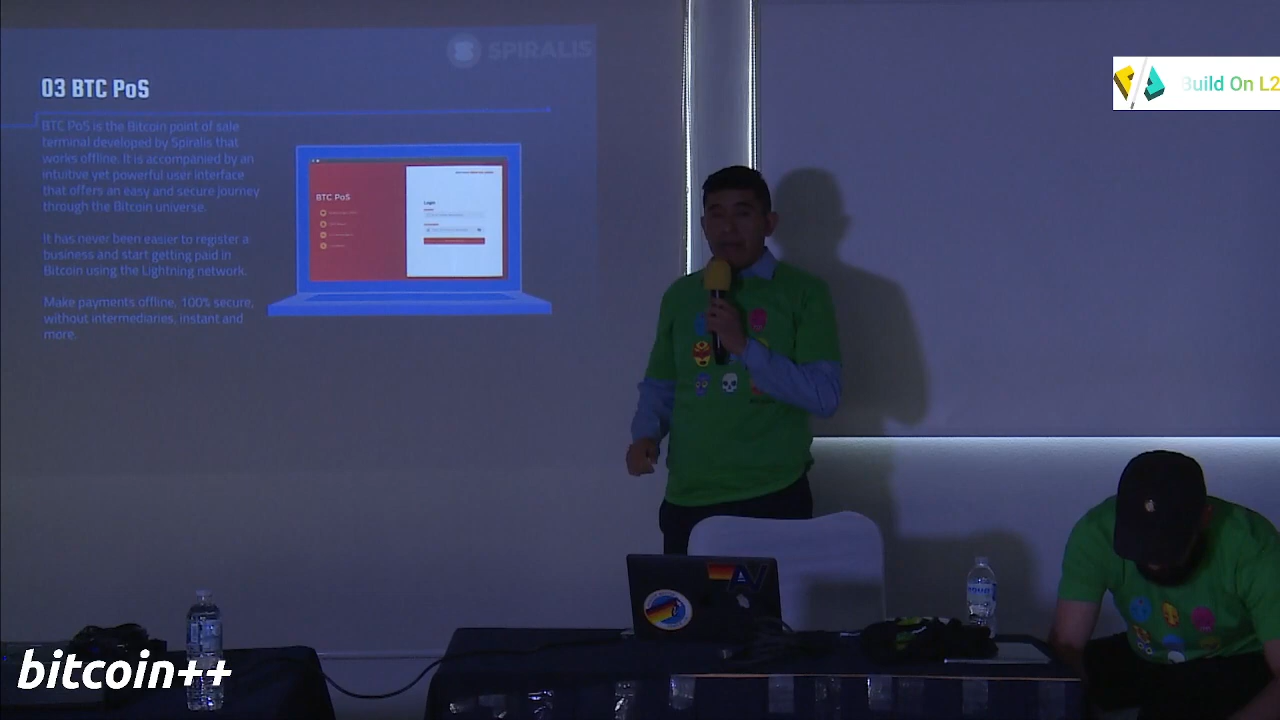 SPIRALIS
03 BTC PoS
BTC PoS is the Bitcoin point of sale
terminal developed by Spiralis that
works offline. It is accompanied by an
intuitive yet powerful user interface
that offers an easy and secure journey
through the Bitcoin universe.
It has never been easier to register a
business and start getting paid in
Bitcoin using the Lightning network.
Make payments offline, 100% secure,
without intermediaries, instant and
more.
BTC PoS
Login
Build On L2
bitcoin++